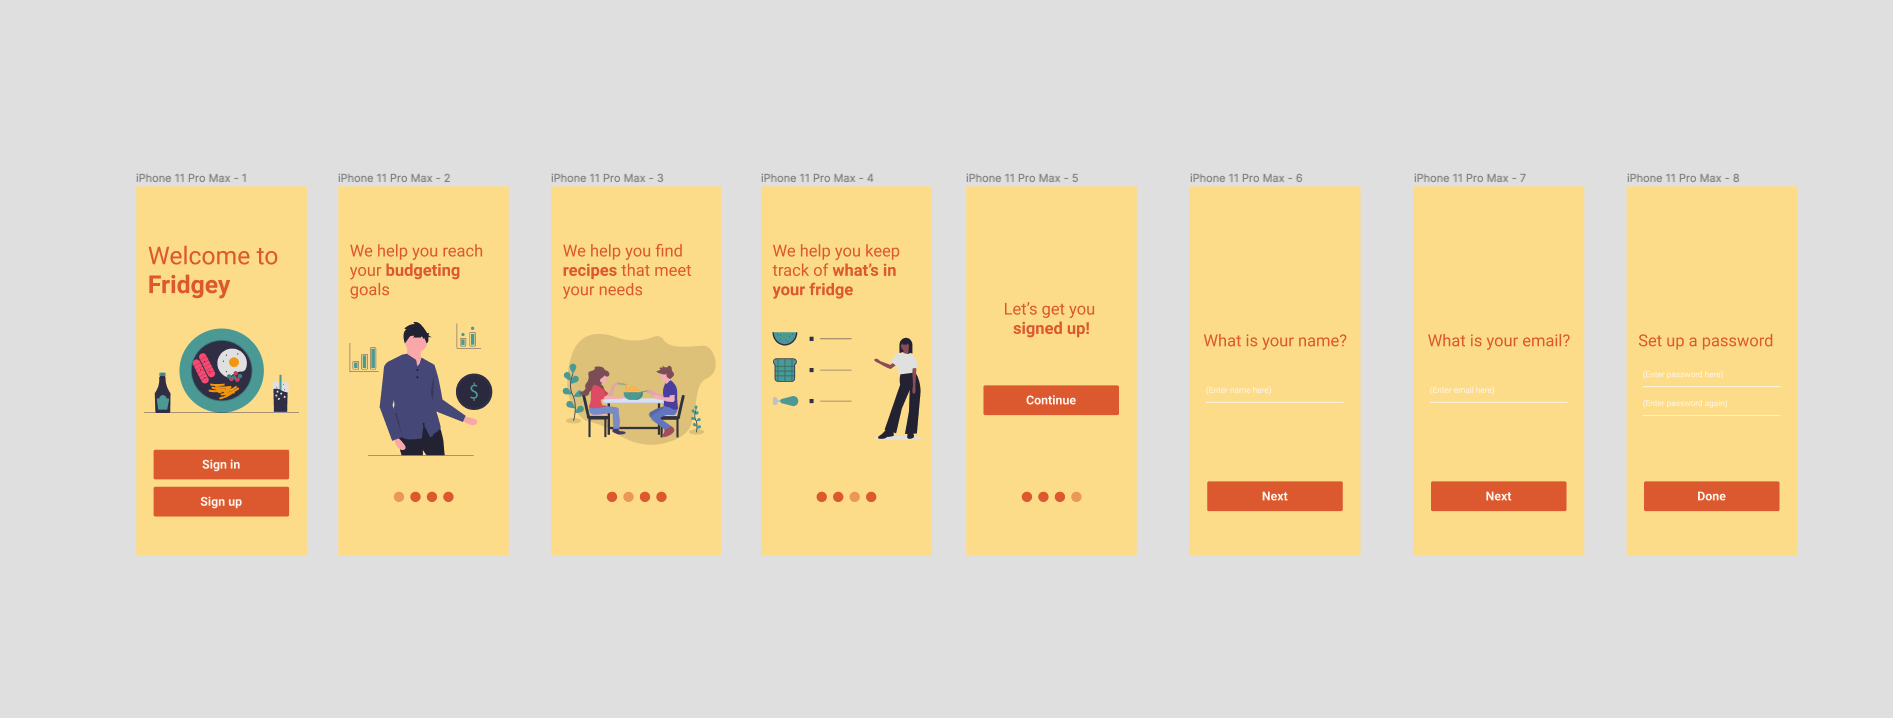 iPhone 11 Pro Max - 1
Welcome to
Fridgey
Sign in
Sign up
iPhone 11 Pro Max - 2
We help you reach
your budgeting
goals
$
iPhone 11 Pro Max - 3
We help you find
recipes that meet
your needs
iPhone 11 Pro Max - 4
We help you keep
track of what's in
your fridge
iPhone 11 Pro Max - 5
Let's get you
signed up!
Continue
iPhone 11 Pro Max - 6
What is your name?
(Enter name here)
Next
iPhone 11 Pro Max - 7
What is your email?
(Enter email here)
Next
iPhone 11 Pro Max - 8
Set up a password
(Enter password here)
(Enter password again)
Done